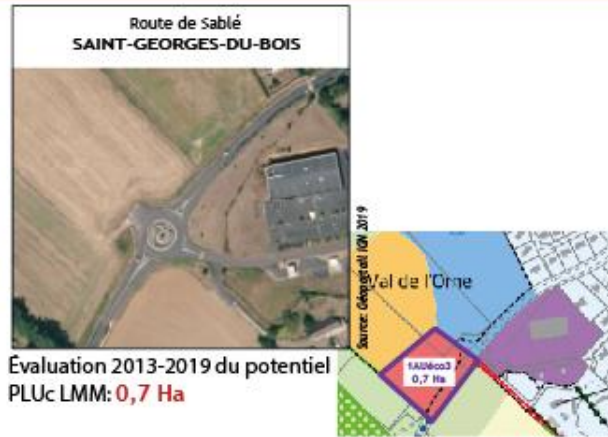 Route de Sablé
SAINT-GEORGES-DU-BOIS
Source: Géoportail IGN 2019
Val de l'Orne
1AUéco3
0,7 Ha
Évaluation 2013-2019 du potentiel
PLUc LMM: 0,7 Ha